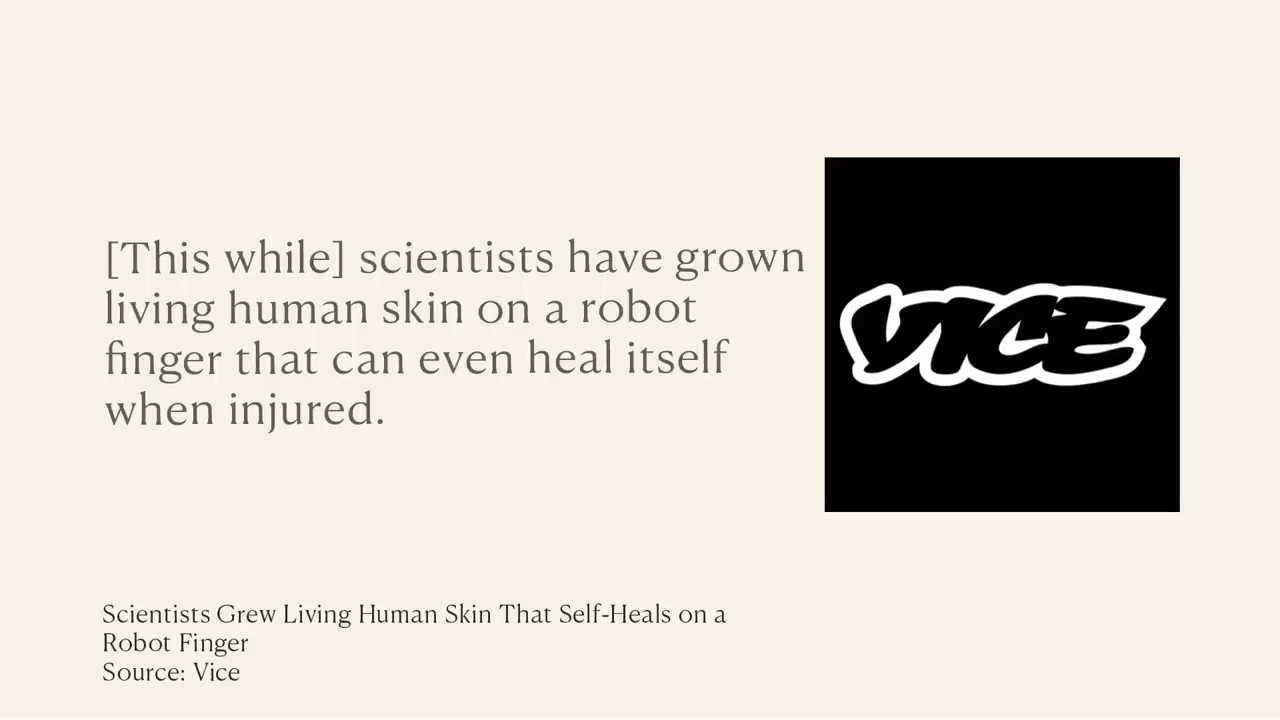 [This while] scientists have grown
living human skin on a robot
finger that can even heal itself
when injured.
VICE
Scientists Grew Living Human Skin That Self-Heals on a
Robot Finger
Source: Vice